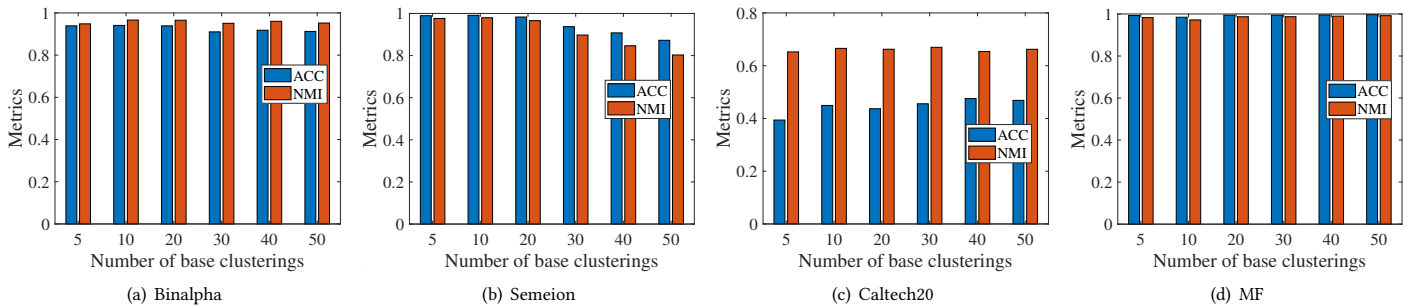 1
0.8
0.6
0.4
0.2
0
Metrics
ACC
NMI
5 10 20 30 40 50
Number of base clusterings
(a) Binalpha
1
0.8
0.6
0.4
0.2
0
Metrics
ACC
NMI
5 10 20 30 40 50
Number of base clusterings
(b) Semeion
0.8
0.6
0.4
0.2
0
Metrics
ACC
NMI
5 10 20 30 40 50
Number of base clusterings
(c) Caltech20
1
0.8
0.6
0.4
0.2
0
Metrics
ACC
NMI
5 10 20 30 40 50
Number of base clusterings
(d) MF